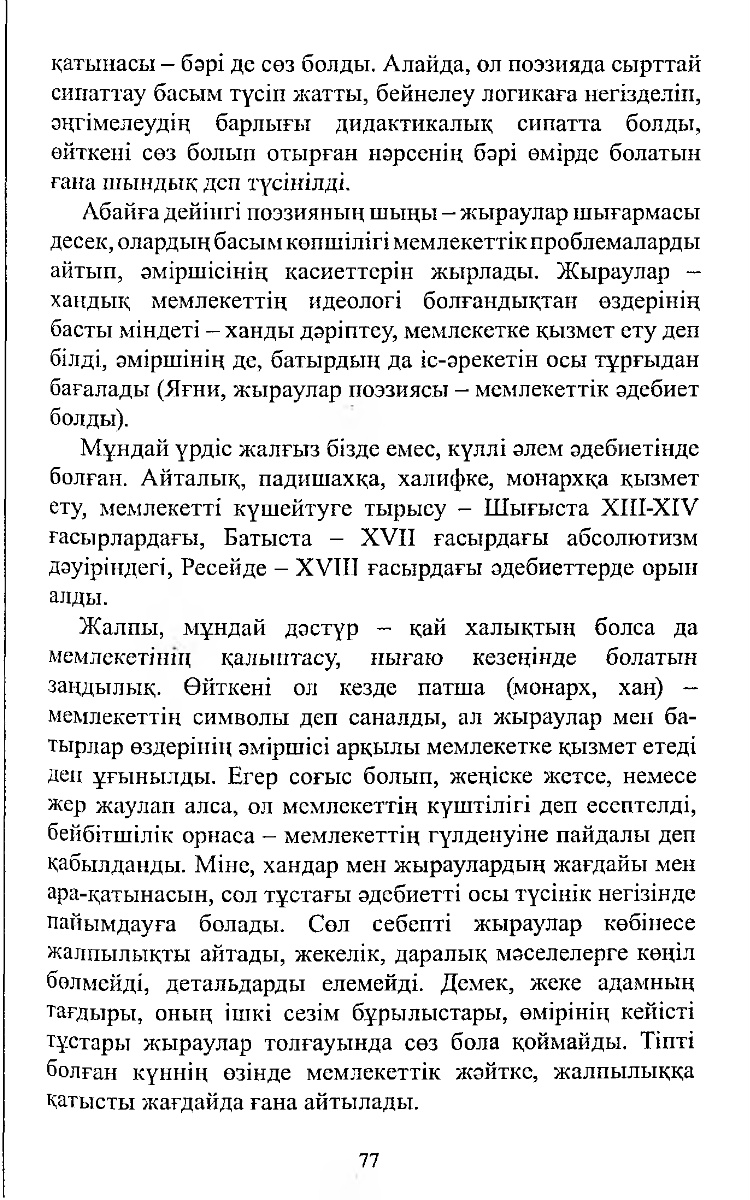 қатынасы – бәрі де сөз болды. Алайда, ол поэзияда сырттай
сипаттау басым түсіп жатты, бейнелеу логикаға негізделіп,
әңгімелеудің барлығы дидактикалық сипатта болды,
өйткені сөз болып отырған нәрсенің бәрі өмірде болатын
ғана шындық деп түсінілді.
Абайға дейінгі поэзияның шыңы – жыраулар шығармасы
десек, олардың басым көпшілігі мемлекеттік проблемаларды
айтып, әміршісінің қасиеттерін жырлады. Жыраулар –
хандық мемлекеттің идеологі болғандықтан өздерінің
басты міндеті – ханды дәріптеу, мемлекетке қызмет ету деп
білді, әміршінің де, батырдың да іс-әрекетін осы тұрғыдан
бағалады (Яғни, жыраулар поэзиясы – мемлекеттік әдебиет
болды).
Мұндай үрдіс жалғыз бізде емес, күллі әлем әдебиетінде
болған. Айталық, падишахқа, халифке, монархқа қызмет
ету, мемлекетті күшейтуге тырысу – Шығыста XIII-XIV
ғасырлардағы, Батыста – XVII ғасырдағы абсолютизм
дәуіріндегі, Ресейде – XVIII ғасырдағы әдебиеттерде орын
алды.
Жалпы, мұндай дәстүр – қай халықтың болса да
мемлекетінің қалыптасу, нығаю кезеңінде болатын
заңдылық. Өйткені ол кезде патша (монарх, хан) –
мемлекеттің символы деп саналды, ал жыраулар мен ба-
тырлар өздерінің әміршісі арқылы мемлекетке қызмет етеді
деп ұғынылды. Егер соғыс болып, жеңіске жетсе, немесе
жер жаулап алса, ол мемлекеттің күштілігі деп есептелді,
бейбітшілік орнаса – мемлекеттің гүлденуіне пайдалы деп
қабылданды. Міне, хандар мен жыраулардың жағдайы мен
ара-қатынасын, сол тұстағы әдебиетті осы түсінік негізінде
пайымдауға болады. Сөл себепті жыраулар көбінесе
жалпылықты айтады, жекелік, даралық мәселелерге көңіл
бөлмейді, детальдарды елемейді. Демек, жеке адамның
тағдыры, оның ішкі сезім бұрылыстары, өмірінің кейісті
тұстары жыраулар толғауында сөз бола қоймайды. Тіпті
болған күннің өзінде мемлекеттік жәйтке, жалпылыққа
қатысты жағдайда ғана айтылады.
77